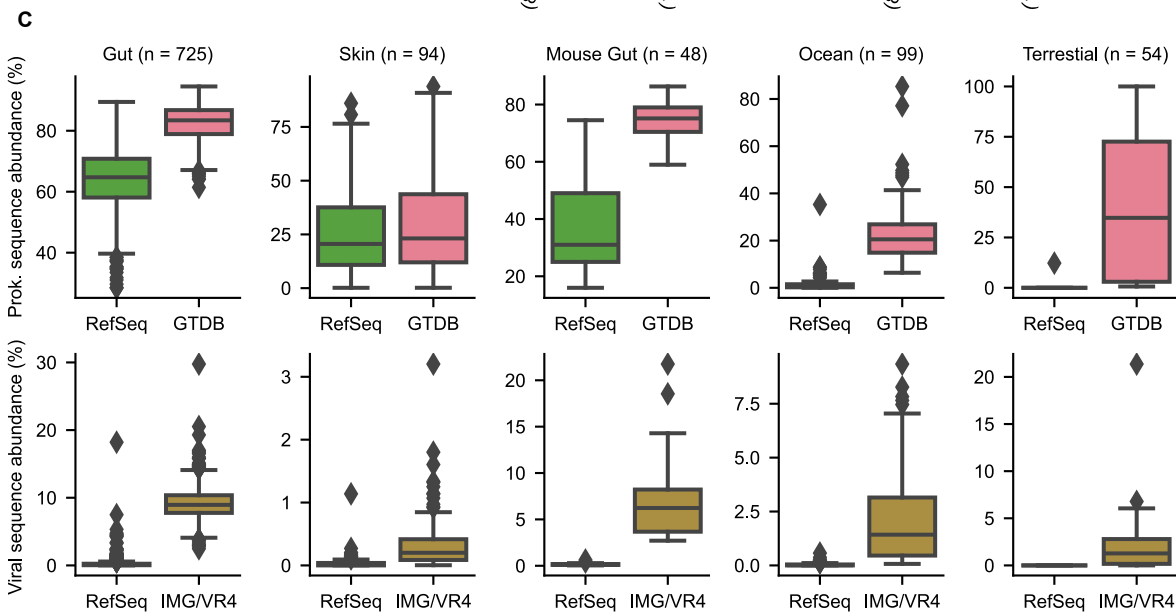 C
Gut (n = 725)
Skin (n = 94)
Mouse Gut (n = 48)
Ocean (n = 99)
Terrestial (n = 54)
Prok. sequence abundance (%)
80
60
40
RefSeq
GTDB
75
50
25
0
RefSeq
GTDB
80
60
40
20
RefSeq
GTDB
80
60
40
20
0
RefSeq
GTDB
100
75
50
25
0
RefSeq
GTDB
Viral sequence abundance (%)
30
20
10
0
RefSeq
IMG/VR4
3
2
1
0
RefSeq
IMG/VR4
20
15
10
5
0
RefSeq
IMG/VR4
7.5
5.0
2.5
0.0
RefSeq
IMG/VR4
20
15
10
5
0
RefSeq
IMG/VR4